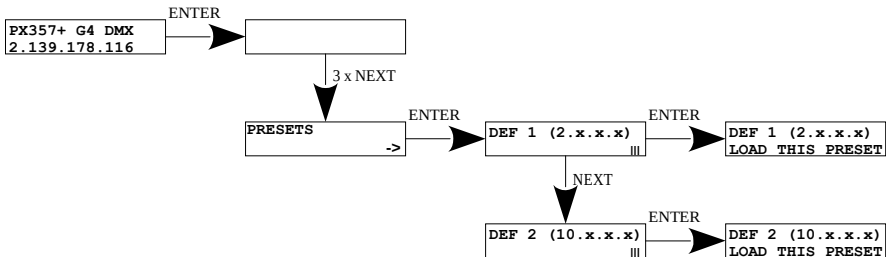 ENTER
PX357+ G4 DMX
2.139.178.116
3 x NEXT
PRESETS
->
ENTER
DEF 1 (2.x.x.x)
|||
ENTER
DEF 1 (2.x.x.x)
LOAD THIS PRESET
NEXT
DEF 2 (10.x.x.x)
|||
ENTER
DEF 2 (10.x.x.x)
LOAD THIS PRESET